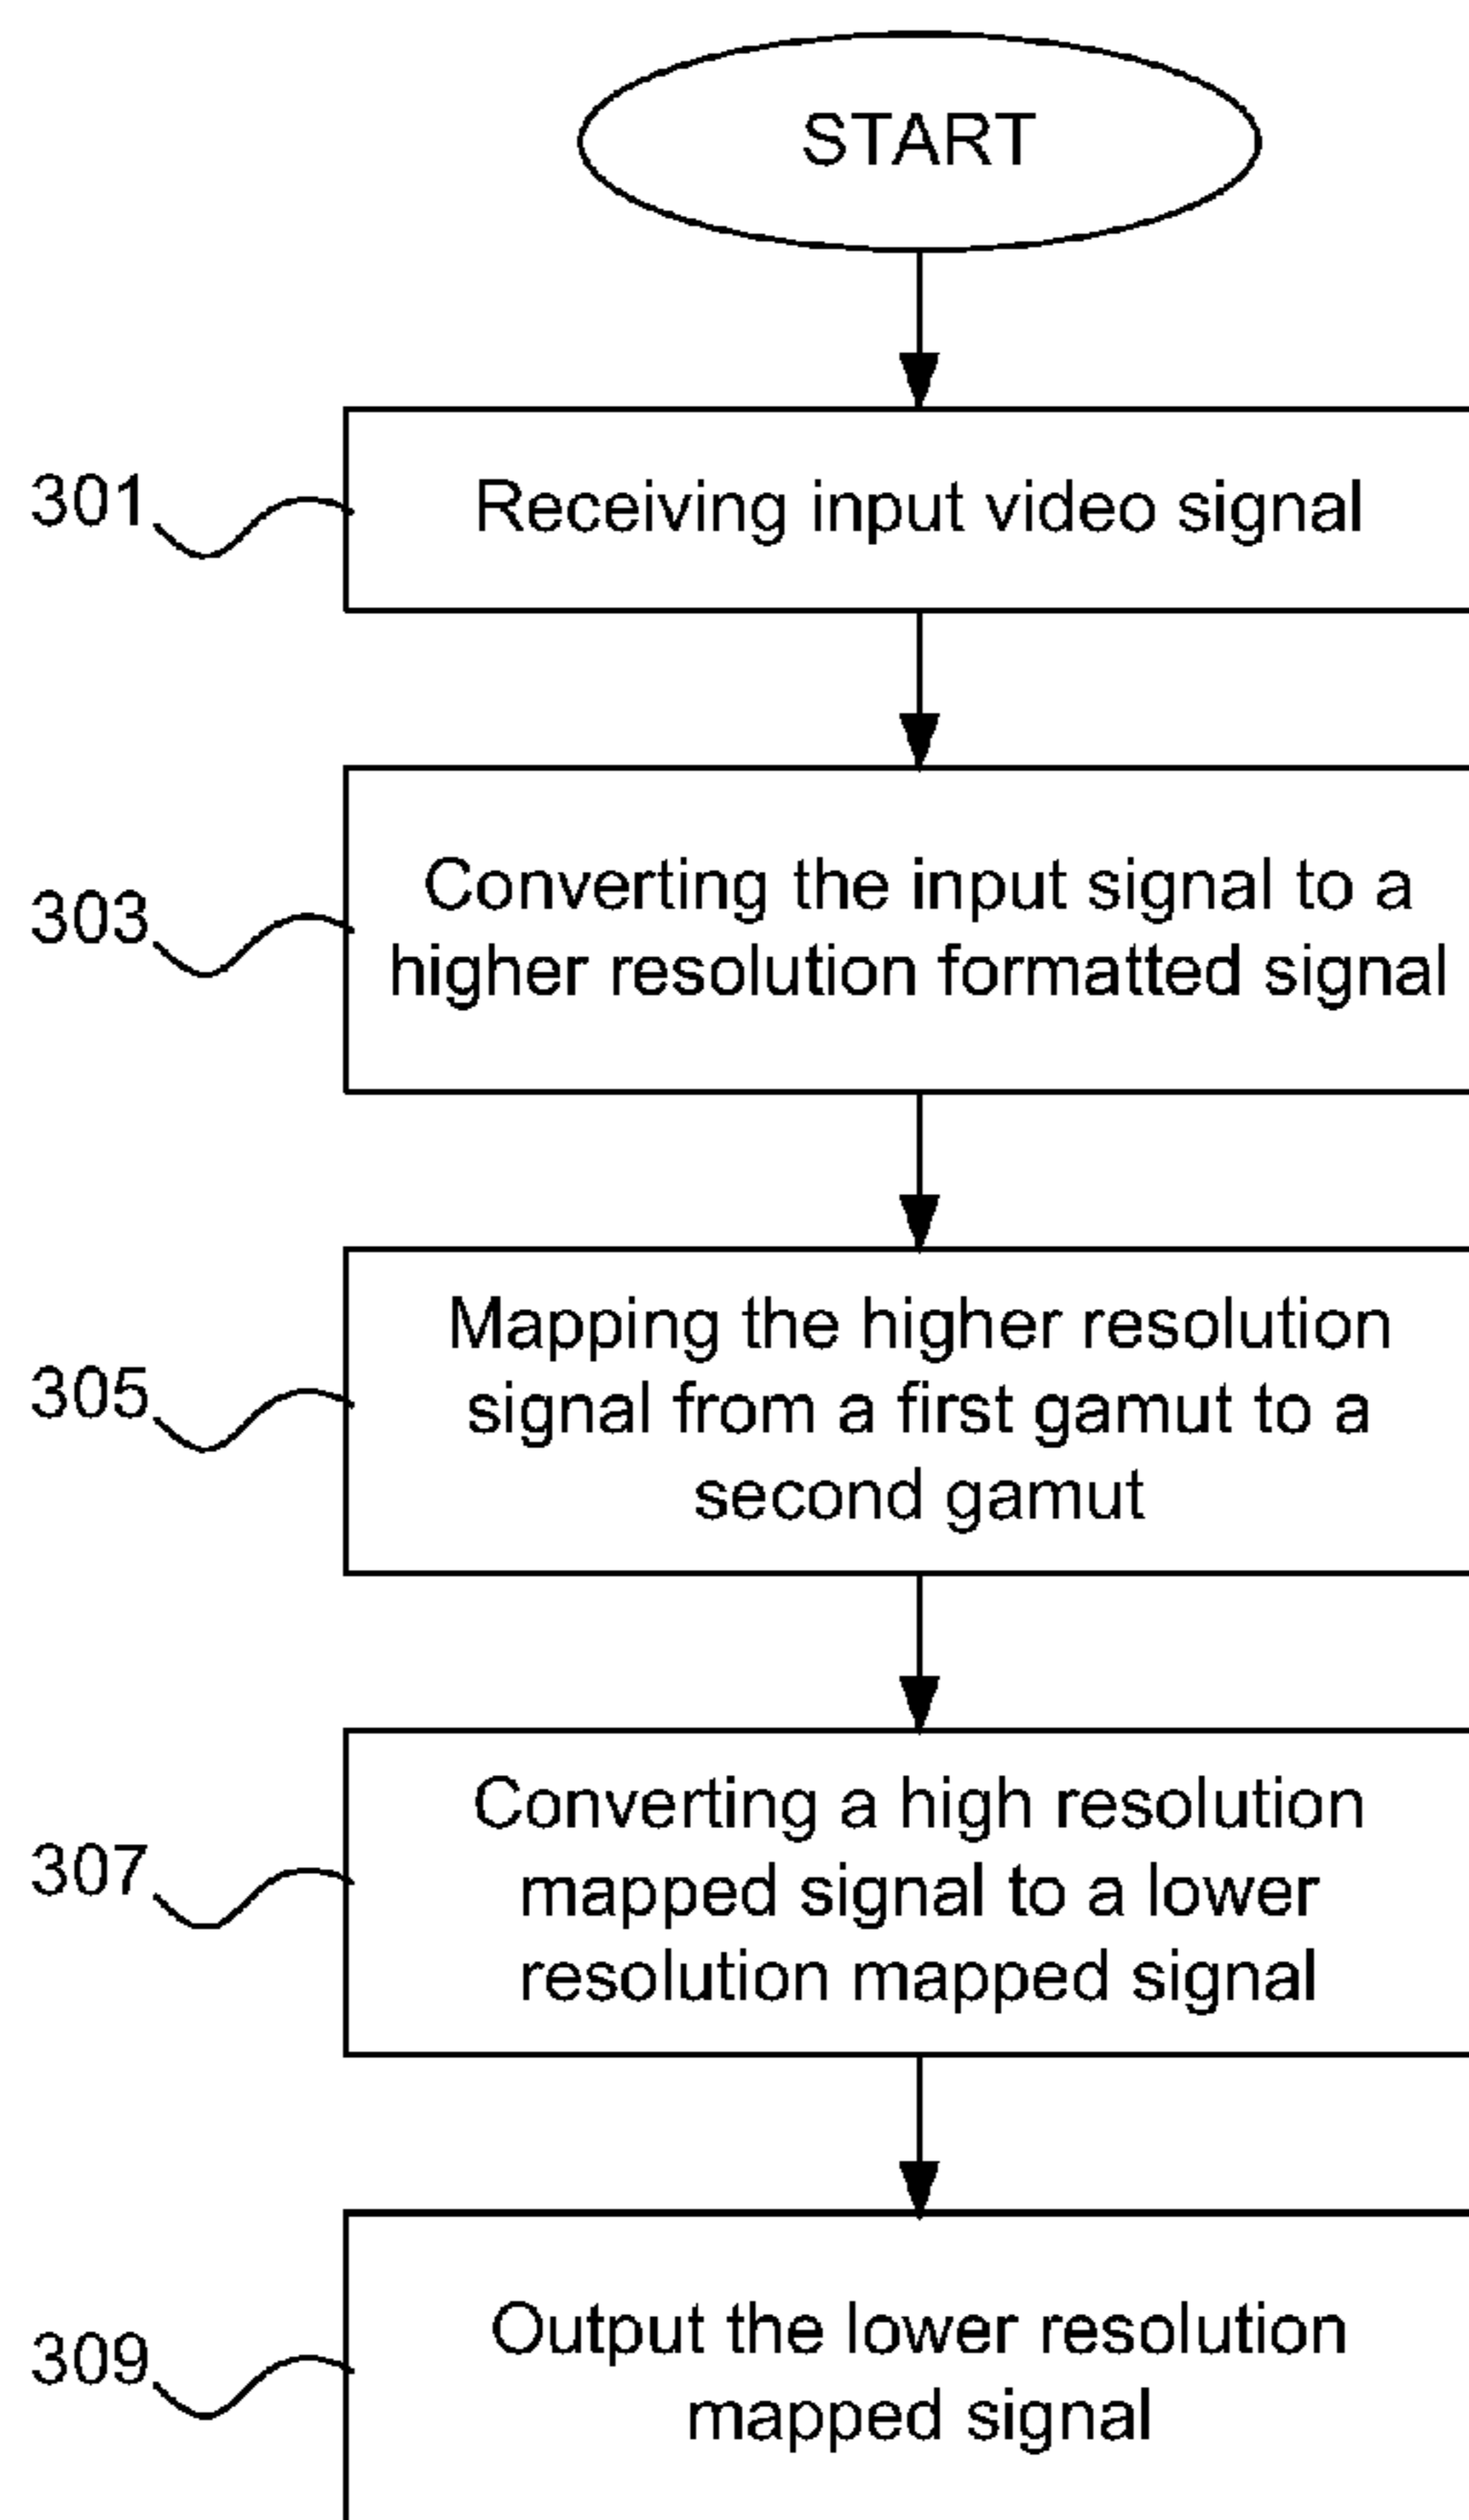 START
301
Receiving input video signal
303
Converting the input signal to a
higher resolution formatted signal
305
Mapping the higher resolution
signal from a first gamut to a
second gamut
307
Converting a high resolution
mapped signal to a lower
resolution mapped signal
309
Output the lower resolution
mapped signal